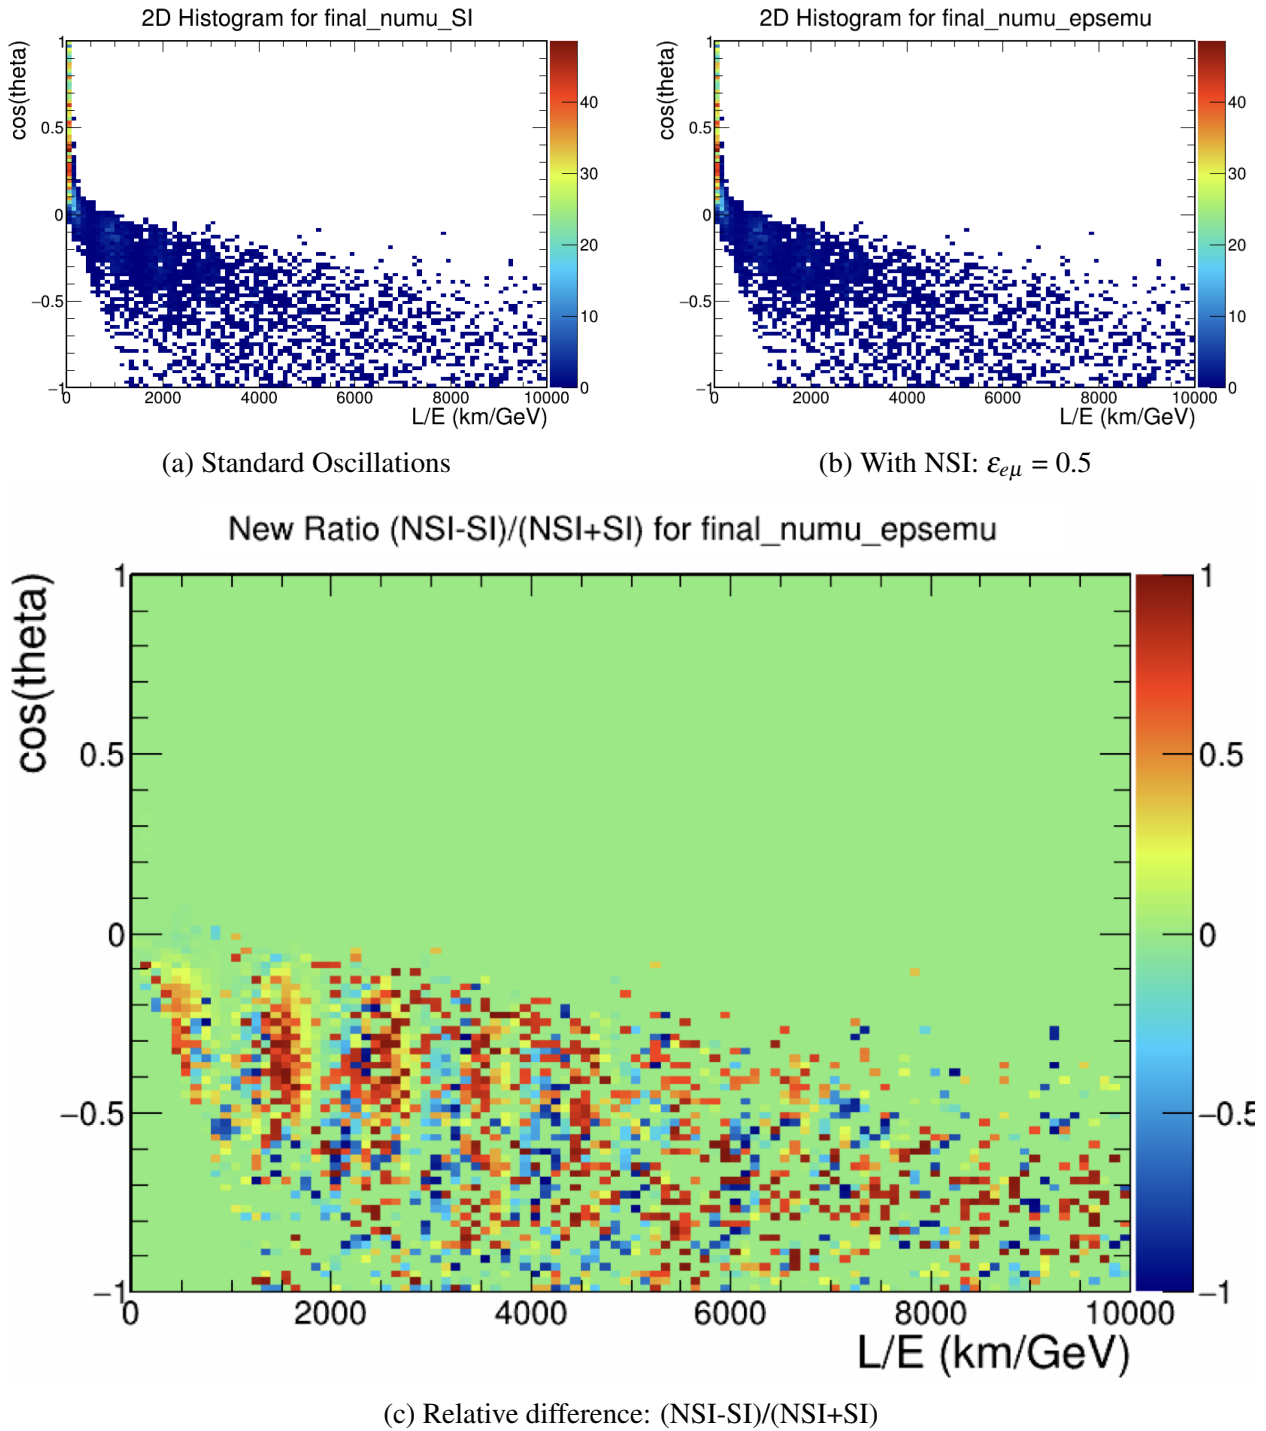 2D Histogram for final_numu_SI
cos(theta)
1
0.5
0
−0.5
−1
0 2000 4000 6000 8000 10000
L/E (km/GeV)
40
30
20
10
0
(a) Standard Oscillations
2D Histogram for final_numu_epsemu
cos(theta)
1
0.5
0
−0.5
−1
0 2000 4000 6000 8000 10000
L/E (km/GeV)
40
30
20
10
0
(b) With NSI: εeμ = 0.5
New Ratio (NSI-SI)/(NSI+SI) for final_numu_epsemu
cos(theta)
1
0.5
0
−0.5
−1
0 2000 4000 6000 8000 10000
L/E (km/GeV)
1
0.5
0
−0.5
−1
(c) Relative difference: (NSI-SI)/(NSI+SI)